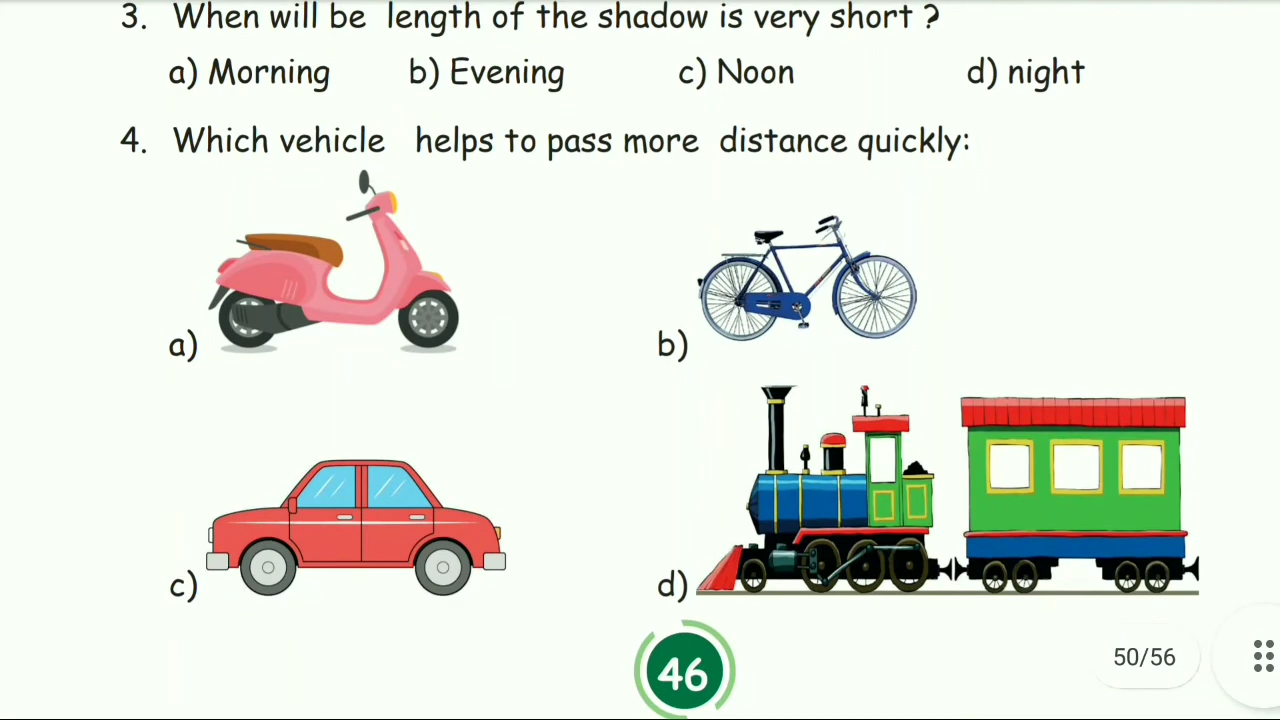 3. When will be length of the shadow is very short ?
a) Morning b) Evening c) Noon d) night
4. Which vehicle helps to pass more distance quickly:
a) b)
c) d)
46
50/56